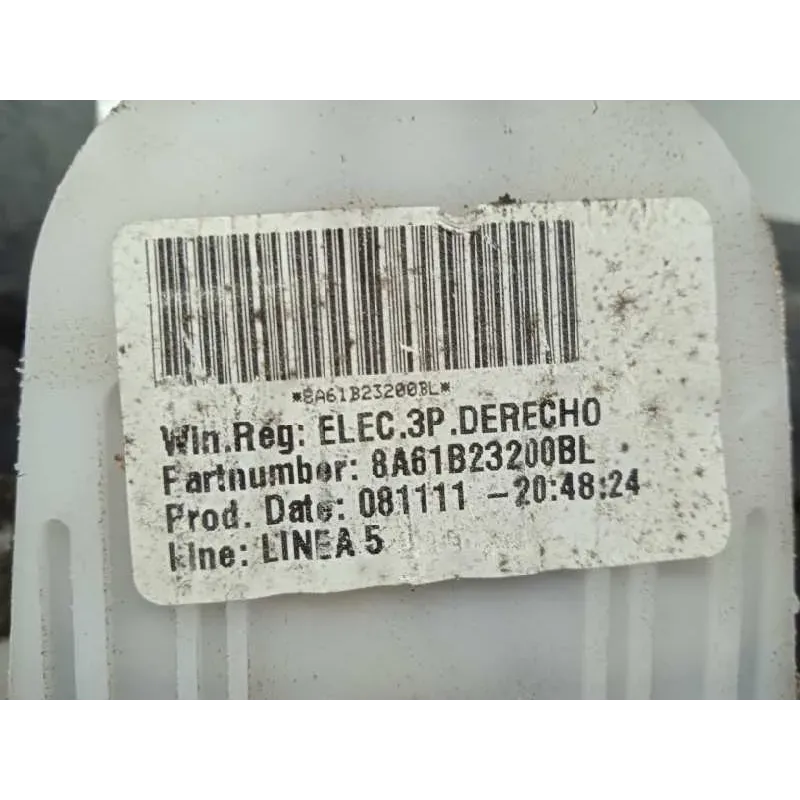 *8A61B23200BL*
Win.Reg: ELEC.3P.DERECHO
Partnumber: 8A61B23200BL
Prod. Date: 081111 -20:48:24
Line: LINEA 5